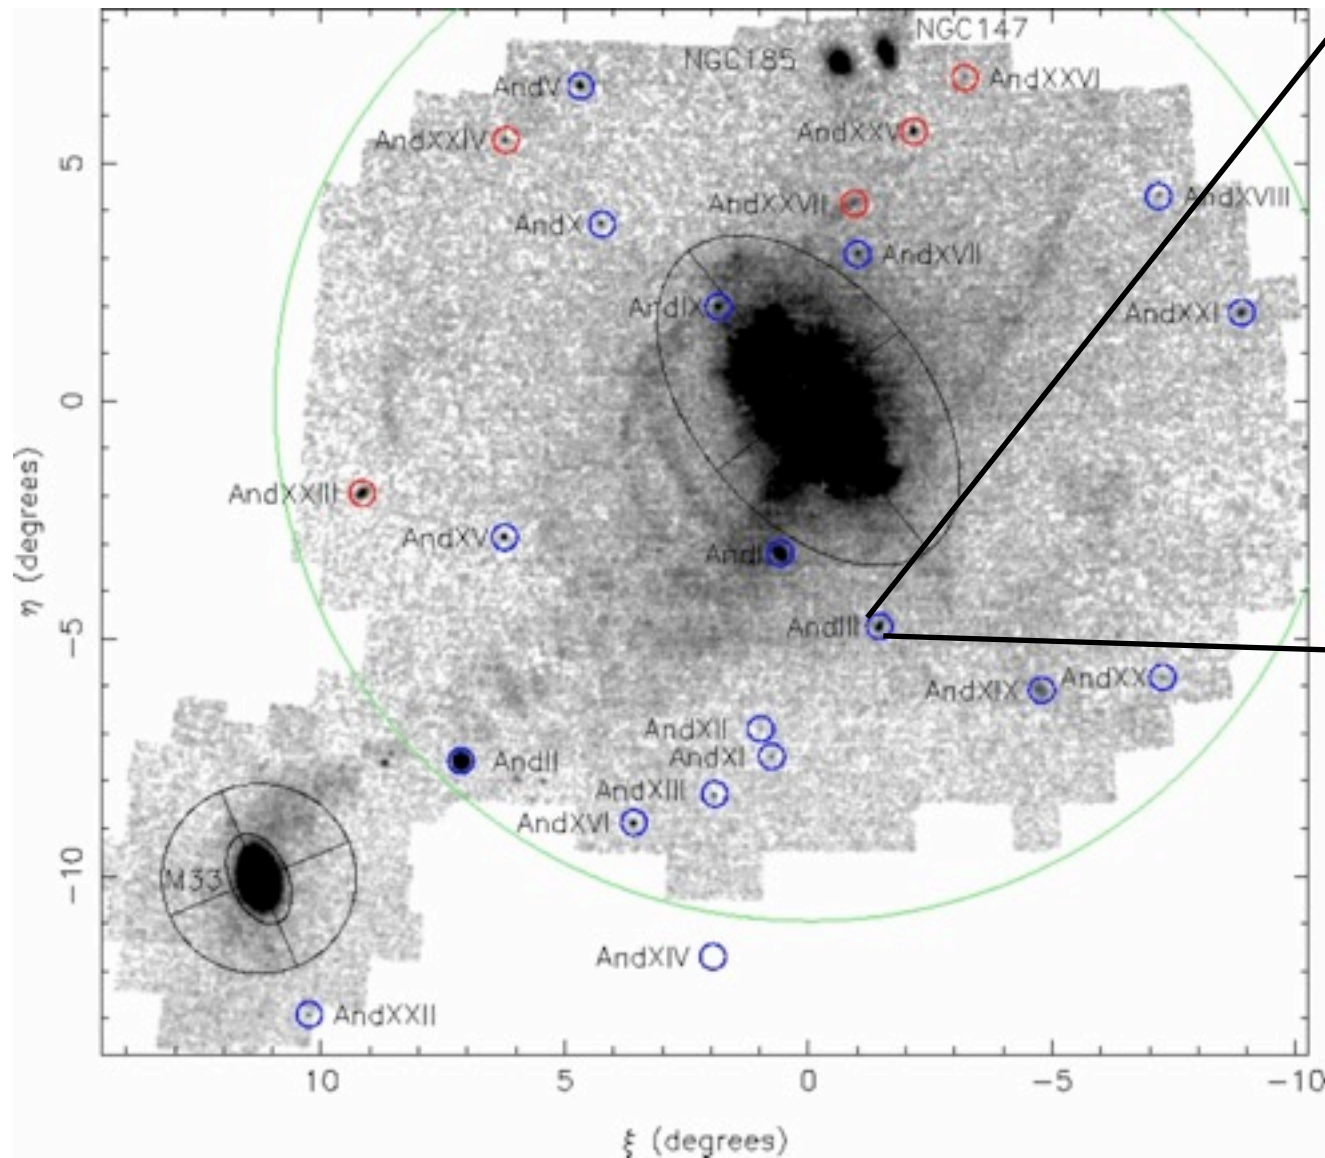 NGC147
NGC185
AndXXVI
AndV
AndXXV
AndXXIV
AndXVIII
AndXXVII
AndX
AndXVII
AndIX
AndXXI
AndXXIII
AndXV
AndI
AndIII
AndXIX
AndXX
AndXII
AndXI
AndII
AndXIII
AndXVI
M33
AndXIV
AndXXII
5
0
−5
−10
η (degrees)
10
5
0
−5
−10
ξ (degrees)